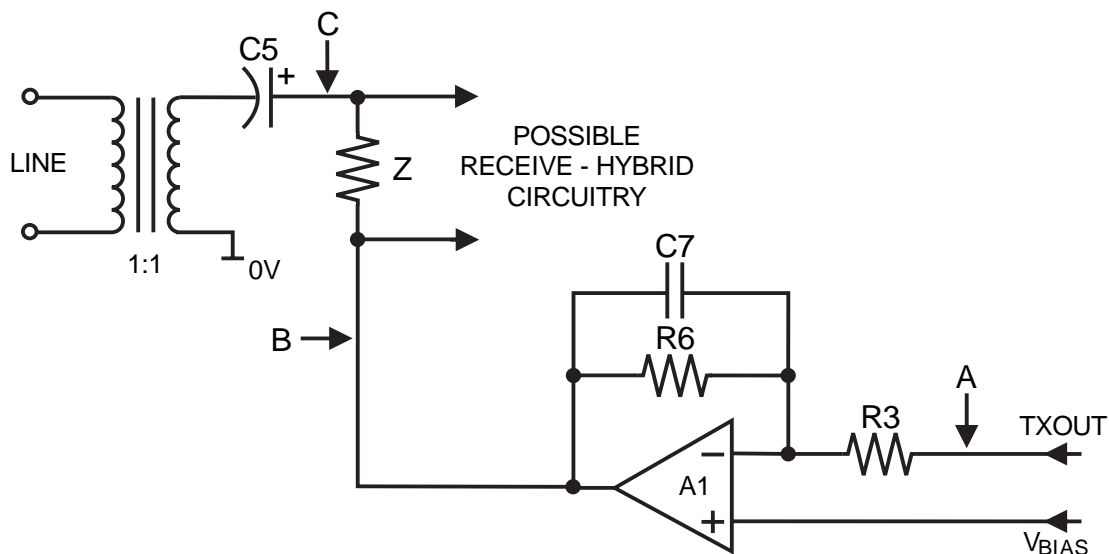 C
C5
+
LINE
Z
POSSIBLE
RECEIVE - HYBRID
CIRCUITRY
1:1
0V
C7
B
R6
A
R3
TXOUT
A1
VBIAS